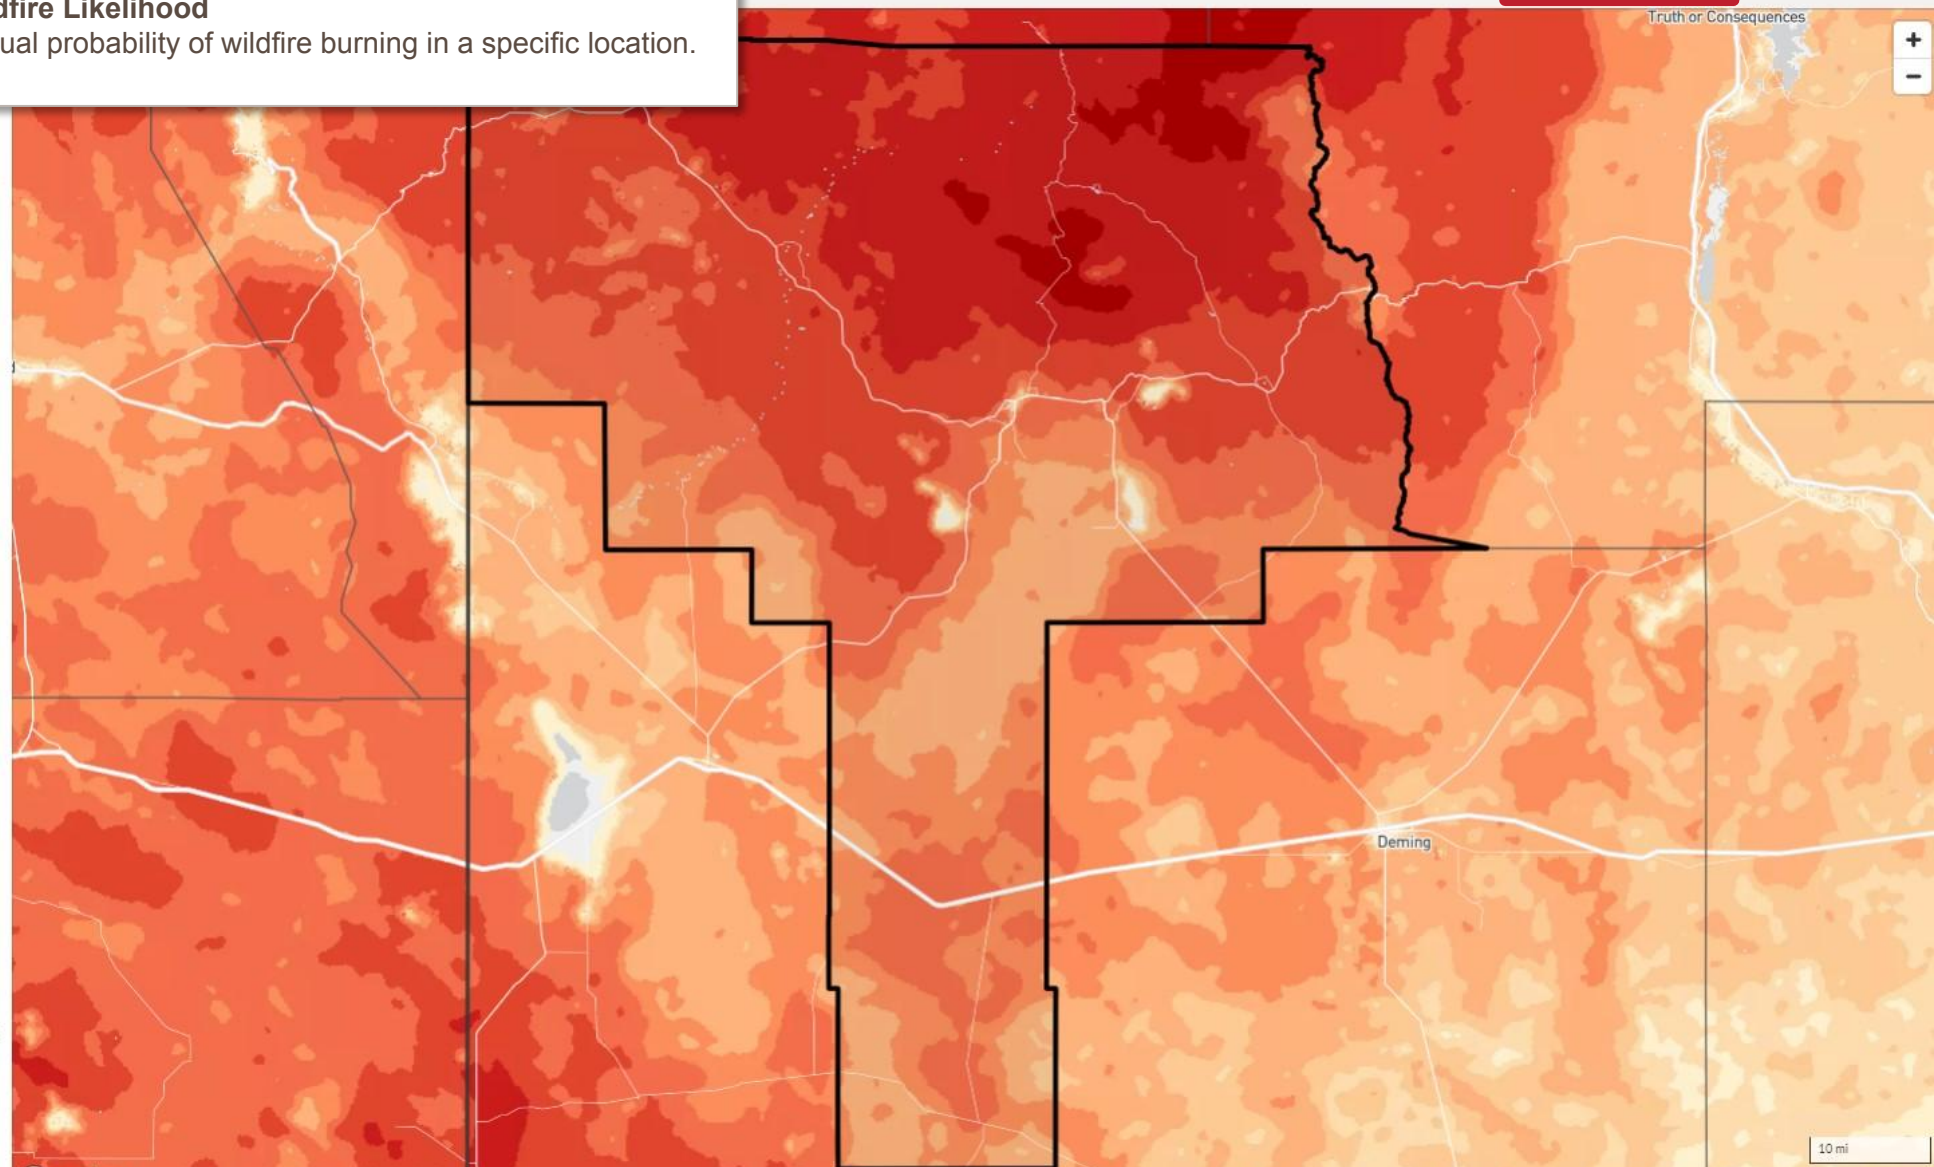 dfire Likelihood
ual probability of wildfire burning in a specific location.
Truth or Consequences
+
−
Deming
10 mi